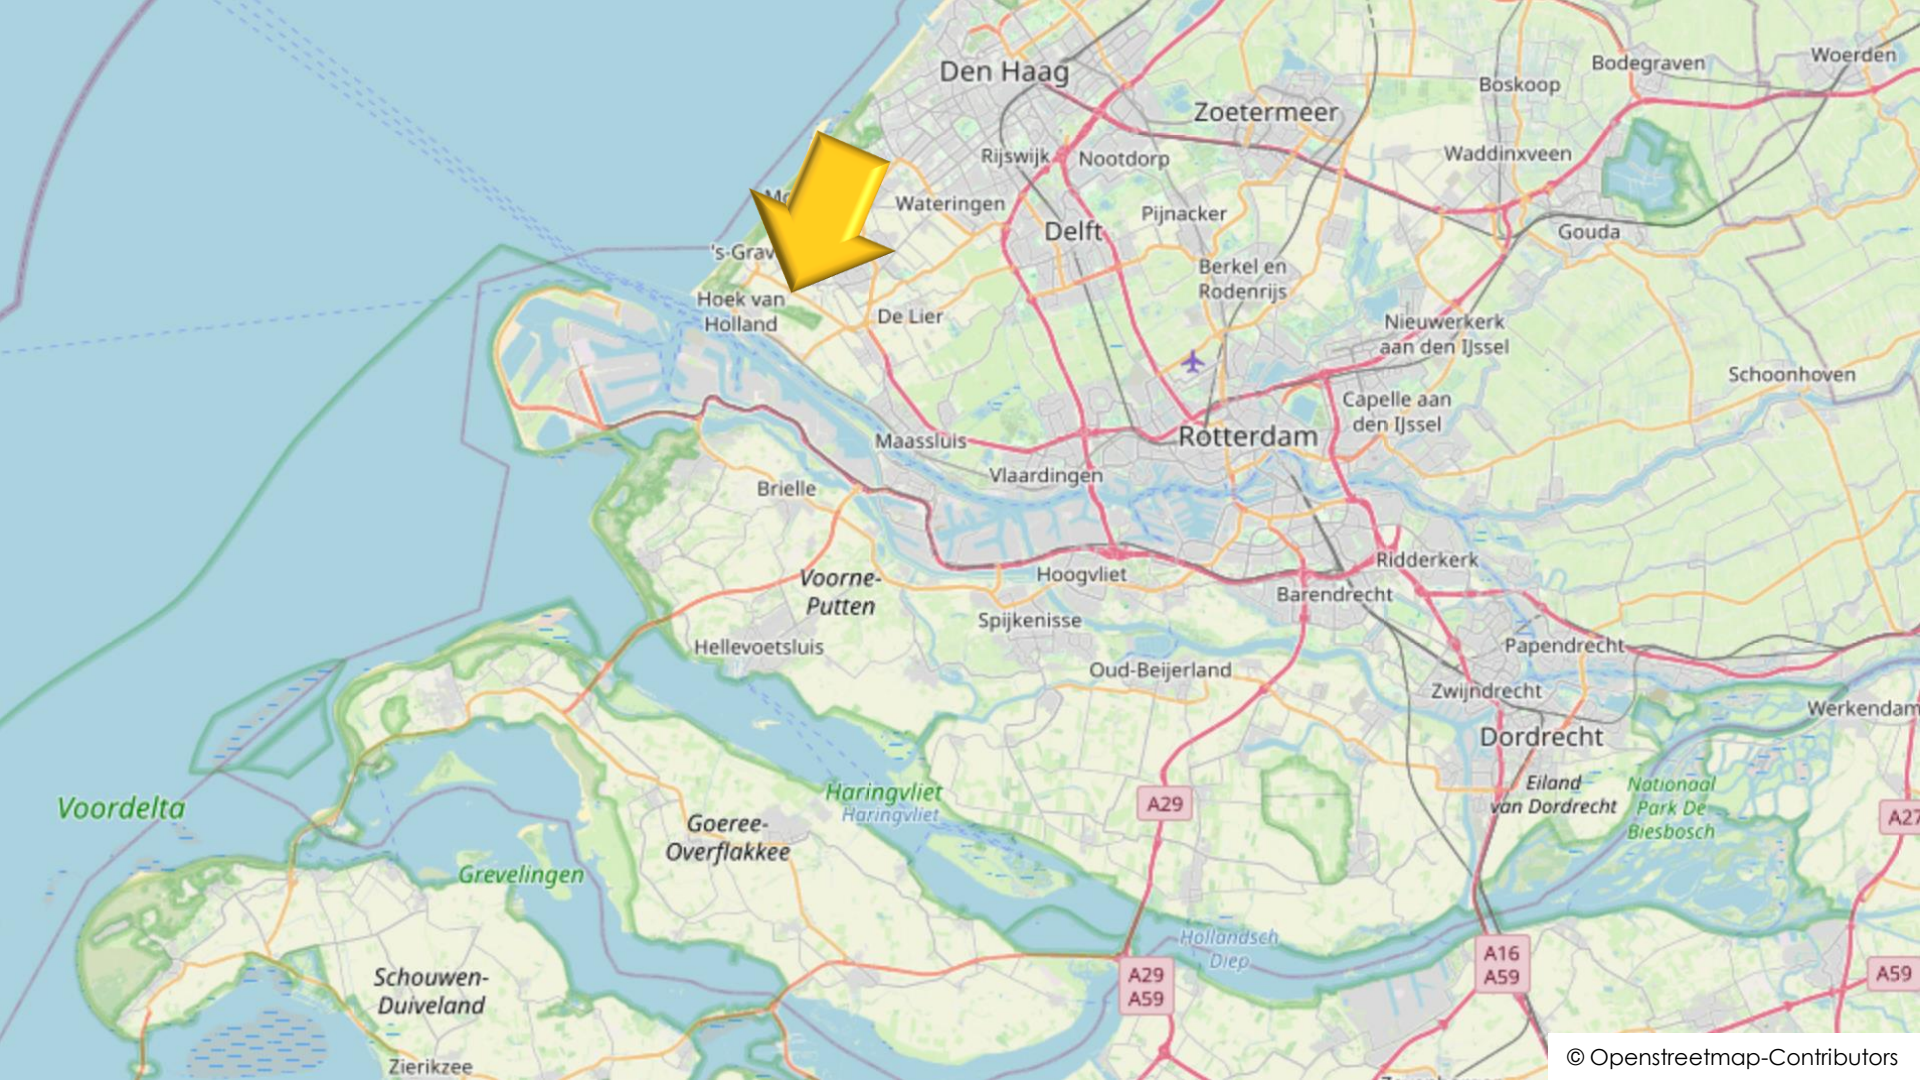 Den Haag
Bodegraven
Woerden
Boskoop
Zoetermeer
Rijswijk
Nootdorp
Waddinxveen
Wateringen
Pijnacker
Delft
Gouda
's-Grav
Berkel en
Rodenrijs
Hoek van
Holland
De Lier
Nieuwerkerk
aan den IJssel
Schoonhoven
Capelle aan
den IJssel
Maassluis
Rotterdam
Vlaardingen
Brielle
Ridderkerk
Hoogvliet
Voorne-
Putten
Barendrecht
Spijkenisse
Hellevoetsluis
Papendrecht
Oud-Beijerland
Zwijndrecht
Werkendam
Dordrecht
Haringvliet
Haringvliet
Eiland
van Dordrecht
Nationaal
Park De
Biesbosch
Voordelta
A29
A27
Goeree-
Overflakkee
Grevelingen
Hollandsch
Diep
Schouwen-
Duiveland
A29
A59
A16
A59
A59
Zierikzee
© Openstreetmap-Contributors